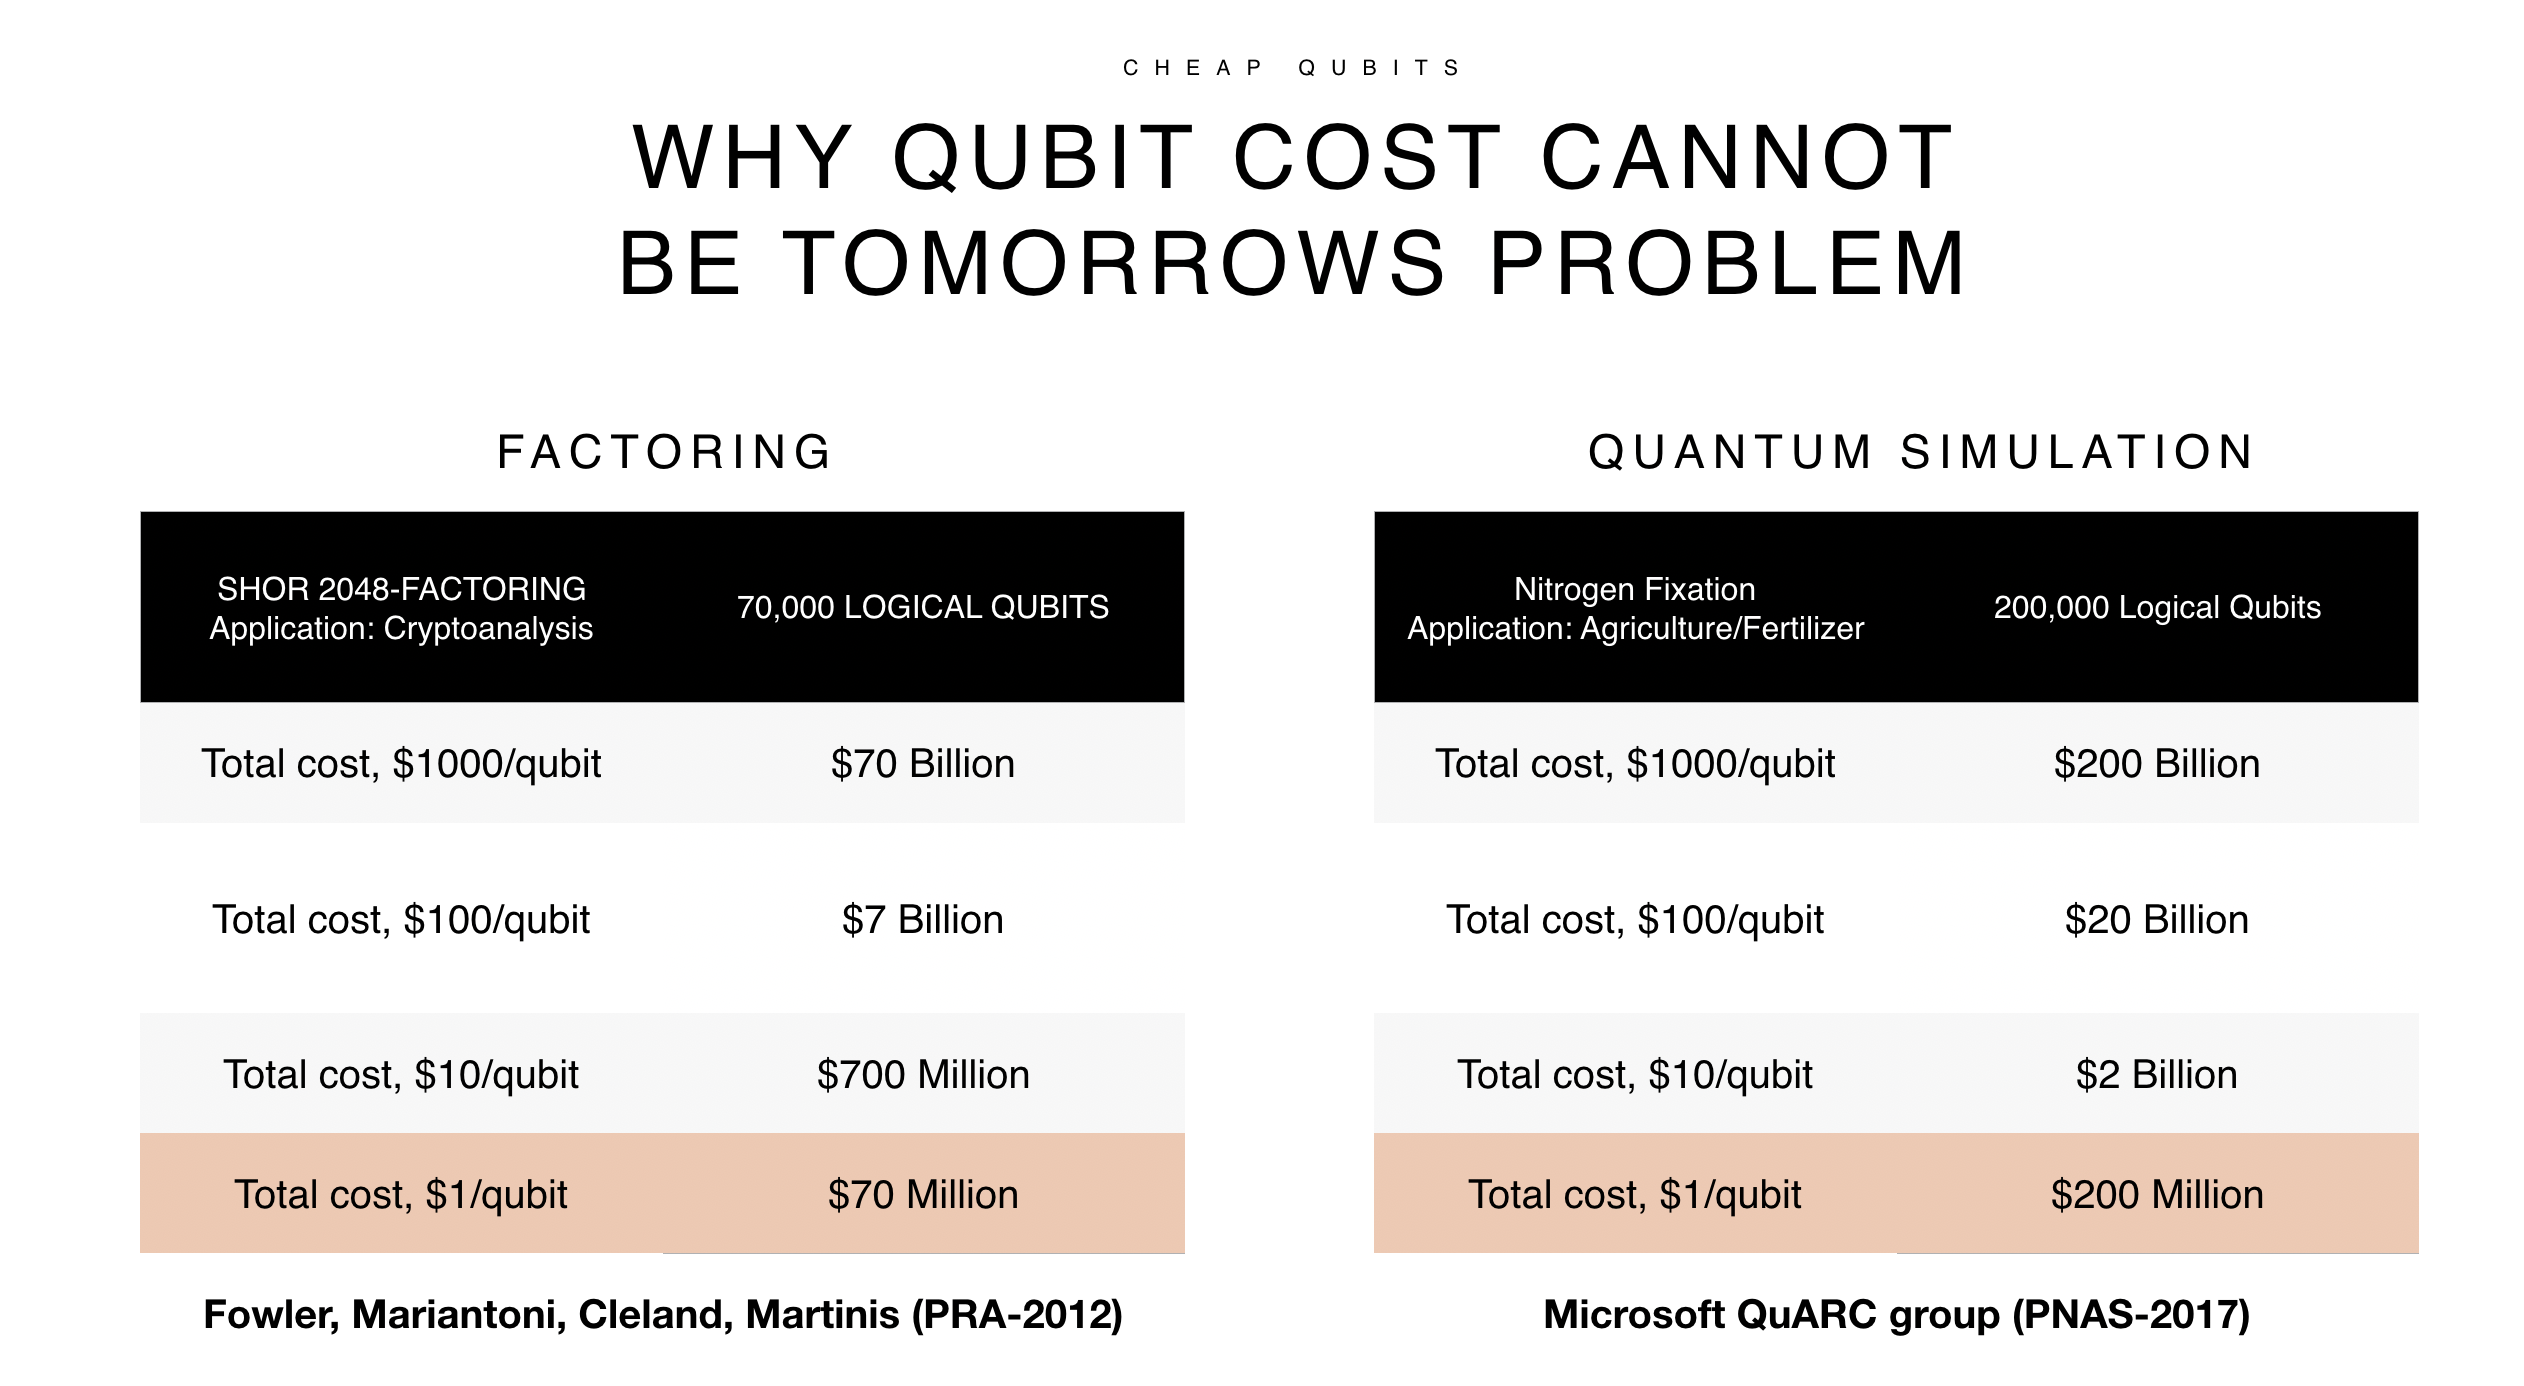 CHEAP QUBITS
WHY QUBIT COST CANNOT
BE TOMORROWS PROBLEM
FACTORING
SHOR 2048-FACTORING
Application: Cryptoanalysis
70,000 LOGICAL QUBITS
Total cost, $1000/qubit
$70 Billion
Total cost, $100/qubit
$7 Billion
Total cost, $10/qubit
$700 Million
Total cost, $1/qubit
$70 Million
Fowler, Mariantoni, Cleland, Martinis (PRA-2012)
QUANTUM SIMULATION
Nitrogen Fixation
Application: Agriculture/Fertilizer
200,000 Logical Qubits
Total cost, $1000/qubit
$200 Billion
Total cost, $100/qubit
$20 Billion
Total cost, $10/qubit
$2 Billion
Total cost, $1/qubit
$200 Million
Microsoft QuARC group (PNAS-2017)